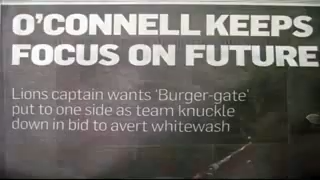 O'CONNELL KEEPS
FOCUS ON FUTURE
Lions captain wants 'Burger-gate'
put to one side as team knuckle
down in bid to avert whitewash